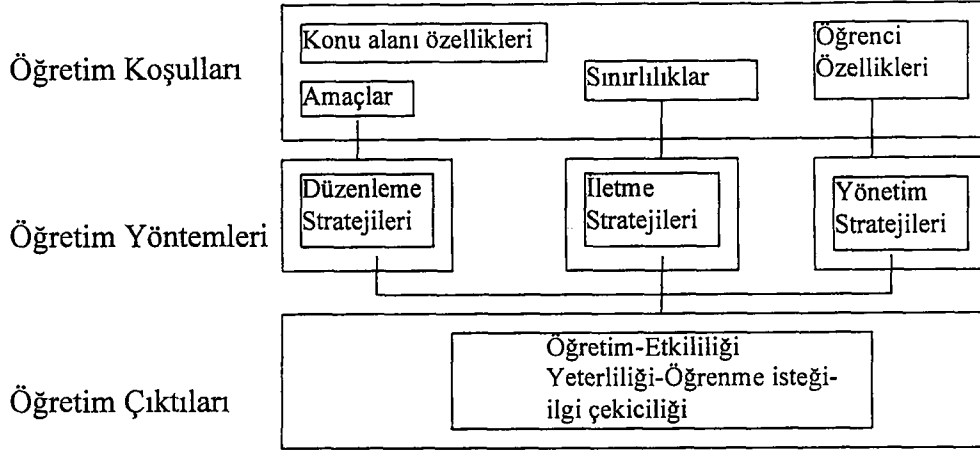 Öğretim Koşulları
Konu alanı özellikleri
Amaçlar
Sınırlılıklar
Öğrenci
Özellikleri
Öğretim Yöntemleri
Düzenleme
Stratejileri
İletme
Stratejileri
Yönetim
Stratejileri
Öğretim Çıktıları
Öğretim-Etkililiği
Yeterliliği-Öğrenme isteği-
ilgi çekiciliği